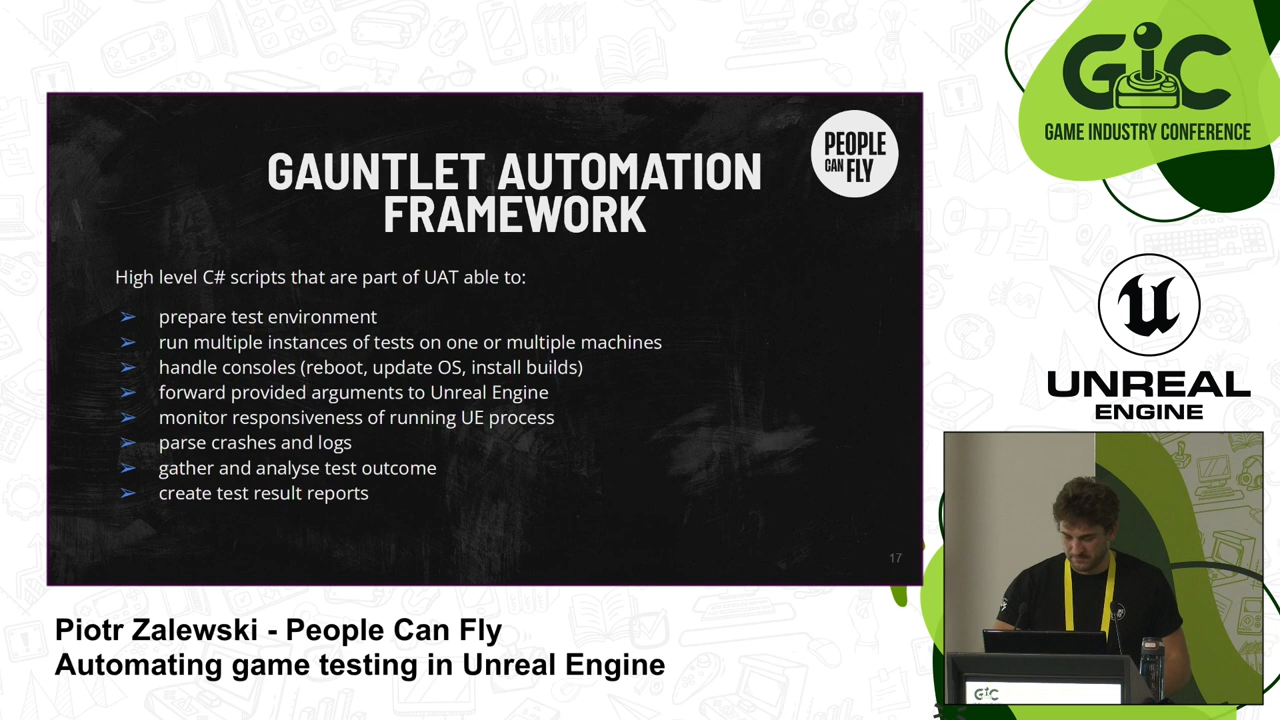 GIC
GAME INDUSTRY CONFERENCE
PEOPLE
CAN FLY
GAUNTLET AUTOMATION
FRAMEWORK
High level C# scripts that are part of UAT able to:
➢ prepare test environment
➢ run multiple instances of tests on one or multiple machines
➢ handle consoles (reboot, update OS, install builds)
➢ forward provided arguments to Unreal Engine
➢ monitor responsiveness of running UE process
➢ parse crashes and logs
➢ gather and analyse test outcome
➢ create test result reports
17
UNREAL
ENGINE
GIC
Piotr Zalewski - People Can Fly
Automating game testing in Unreal Engine